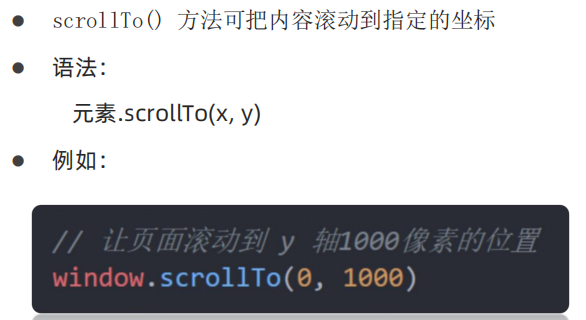 ● scrollTo() 方法可把内容滚动到指定的坐标
● 语法：
元素.scrollTo(x, y)
● 例如：
// 让页面滚动到 y 轴1000像素的位置
window.scrollTo(0, 1000)